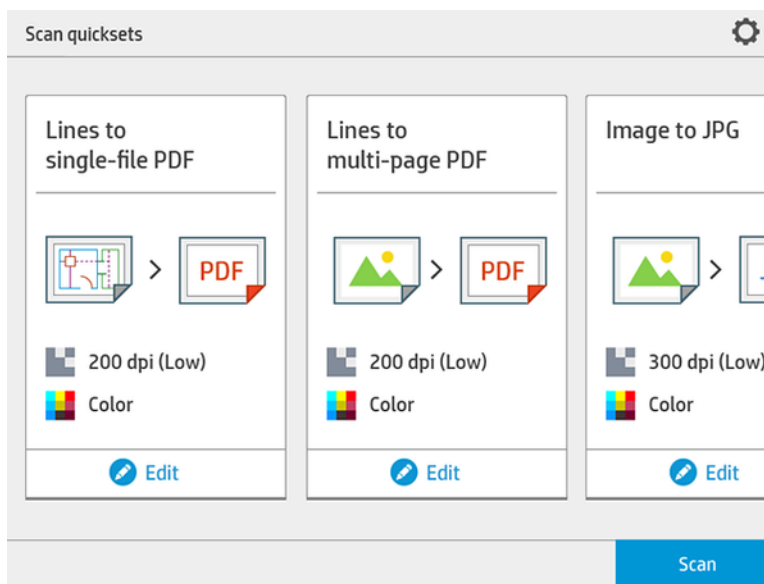 Scan quicksets
Lines to
single-file PDF
> PDF
200 dpi (Low)
Color
Edit
Lines to
multi-page PDF
> PDF
200 dpi (Low)
Color
Edit
Image to JPG
>
300 dpi (Low)
Color
Edit
Scan